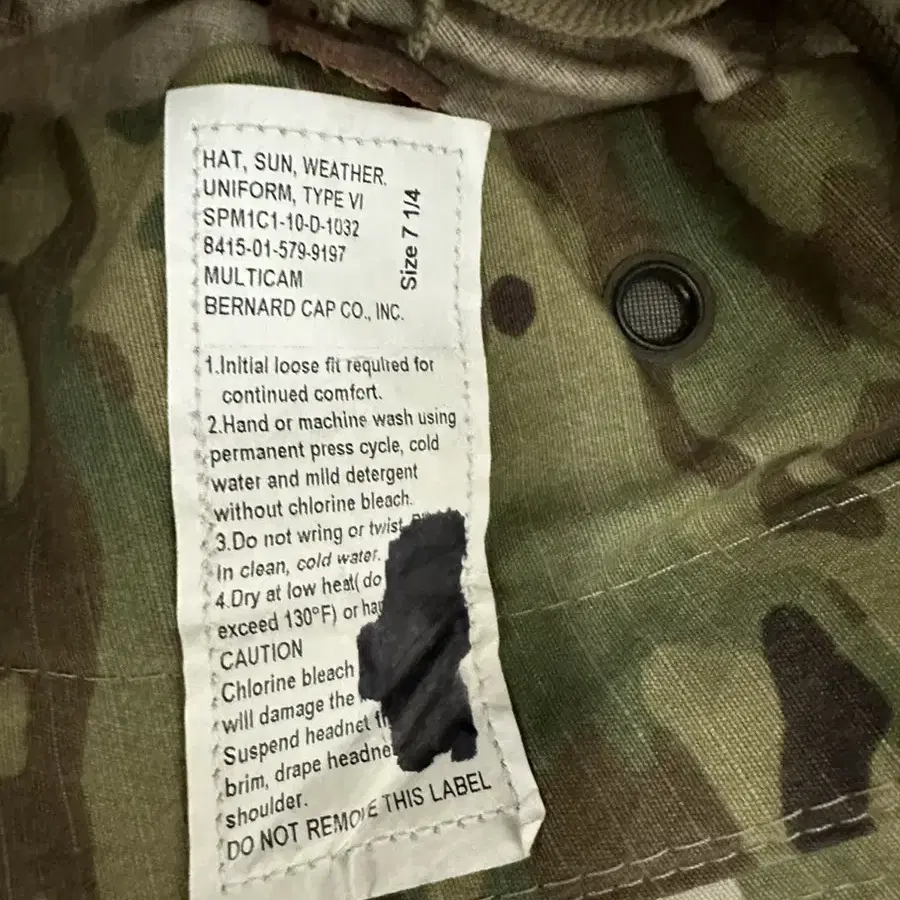 HAT, SUN, WEATHER.
UNIFORM, TYPE VI
SPM1C1-10-D-1032
8415-01-579-9197
MULTICAM
BERNARD CAP CO., INC.
Size 7 1/4
1.Initial loose fit required for
continued comfort.
2.Hand or machine wash using
permanent press cycle, cold
water and mild detergent
without chlorine bleach.
3.Do not wring or twist.
In clean, cold water.
4.Dry at low heat( do
exceed 130°F) or
CAUTION
Chlorine bleach
will damage the
Suspend headnet
brim, drape
shoulder.
DO NOT REMOVE THIS LABEL